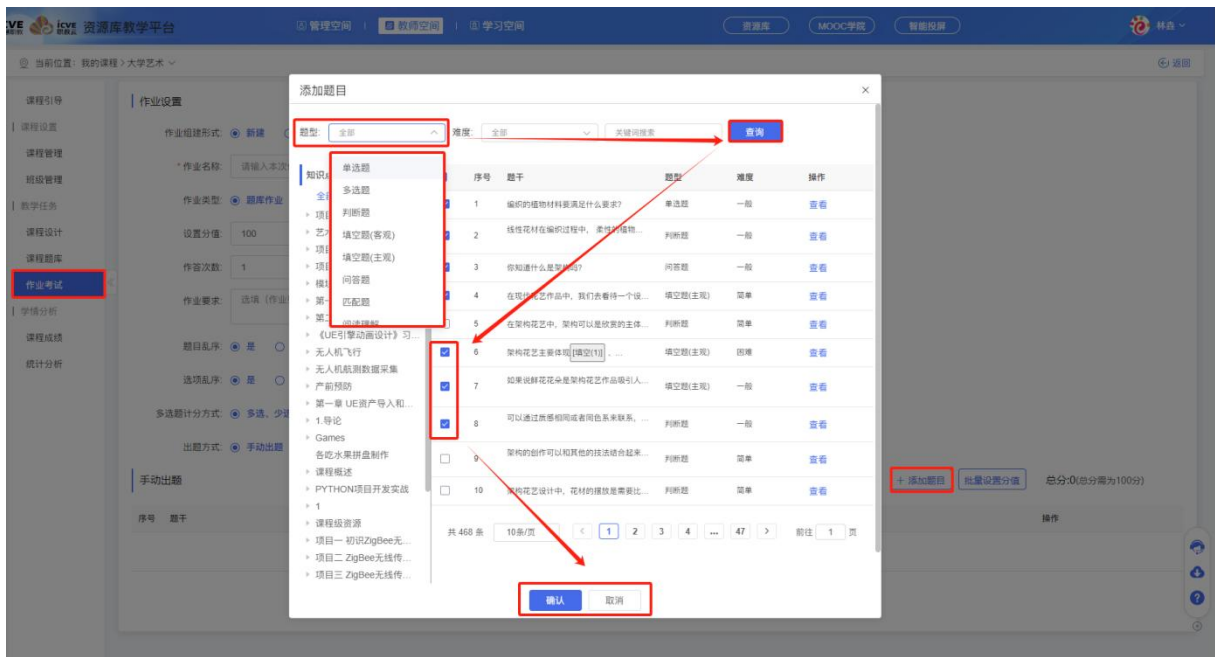 icve 资源库教学平台
管理空间 教师空间 学习空间
资源库 MOOC学院 智能投屏 林淼
当前位置：我的课程 > 大学艺术 返回
课程引导
课程设置
课程管理
班级管理
教学任务
课程设计
课程题库
作业考试
学情分析
课程成绩
统计分析
作业设置
作业组建形式: 新建
*作业名称: 请输入本次
作业类型: 题库作业
设置分值: 100
作答次数: 1
作业要求: 选填（作业
题目乱序: 是
选项乱序: 是
多选题计分方式: 多选、少选
出题方式: 手动出题
手动出题
+ 添加题目 批量设置分值 总分:0(总分需为100分)
序号 题干 操作
添加题目 ×
题型: 全部 难度: 全部 关键词搜索 查询
单选题
多选题
判断题
填空题(客观)
填空题(主观)
问答题
匹配题
阅读理解
《UE引擎动画设计》习...
无人机飞行
无人机航测数据采集
产前预防
第一章 UE资产导入和...
1.导论
Games
各吃水果拼盘制作
课程概述
PYTHON项目开发实战
1
课程级资源
项目一 初识ZigBee无...
项目二 ZigBee无线传...
项目三 ZigBee无线传...
序号 题干 题型 难度 操作
1 编织的植物材料要满足什么要求? 单选题 一般 查看
2 线性花材在编织过程中， 柔性的植物... 判断题 一般 查看
3 你知道什么是架构吗? 问答题 一般 查看
4 在现代花艺作品中，我们去看待一个设... 填空题(主观) 简单 查看
5 在架构花艺中，架构可以是欣赏的主体... 判断题 简单 查看
6 架构花艺主要体现[填空(1)] ，... 填空题(主观) 困难 查看
7 如果说鲜花花朵是架构花艺作品吸引人... 填空题(主观) 一般 查看
8 可以通过质感相同或者同色系来联系，... 判断题 一般 查看
9 架构的创作可以和其他的技法结合起来... 判断题 简单 查看
10 架构花艺设计中，花材的摆放是需要比... 判断题 简单 查看
共 468 条 10条/页 < 1 2 3 4 ... 47 > 前往 1 页
确认 取消